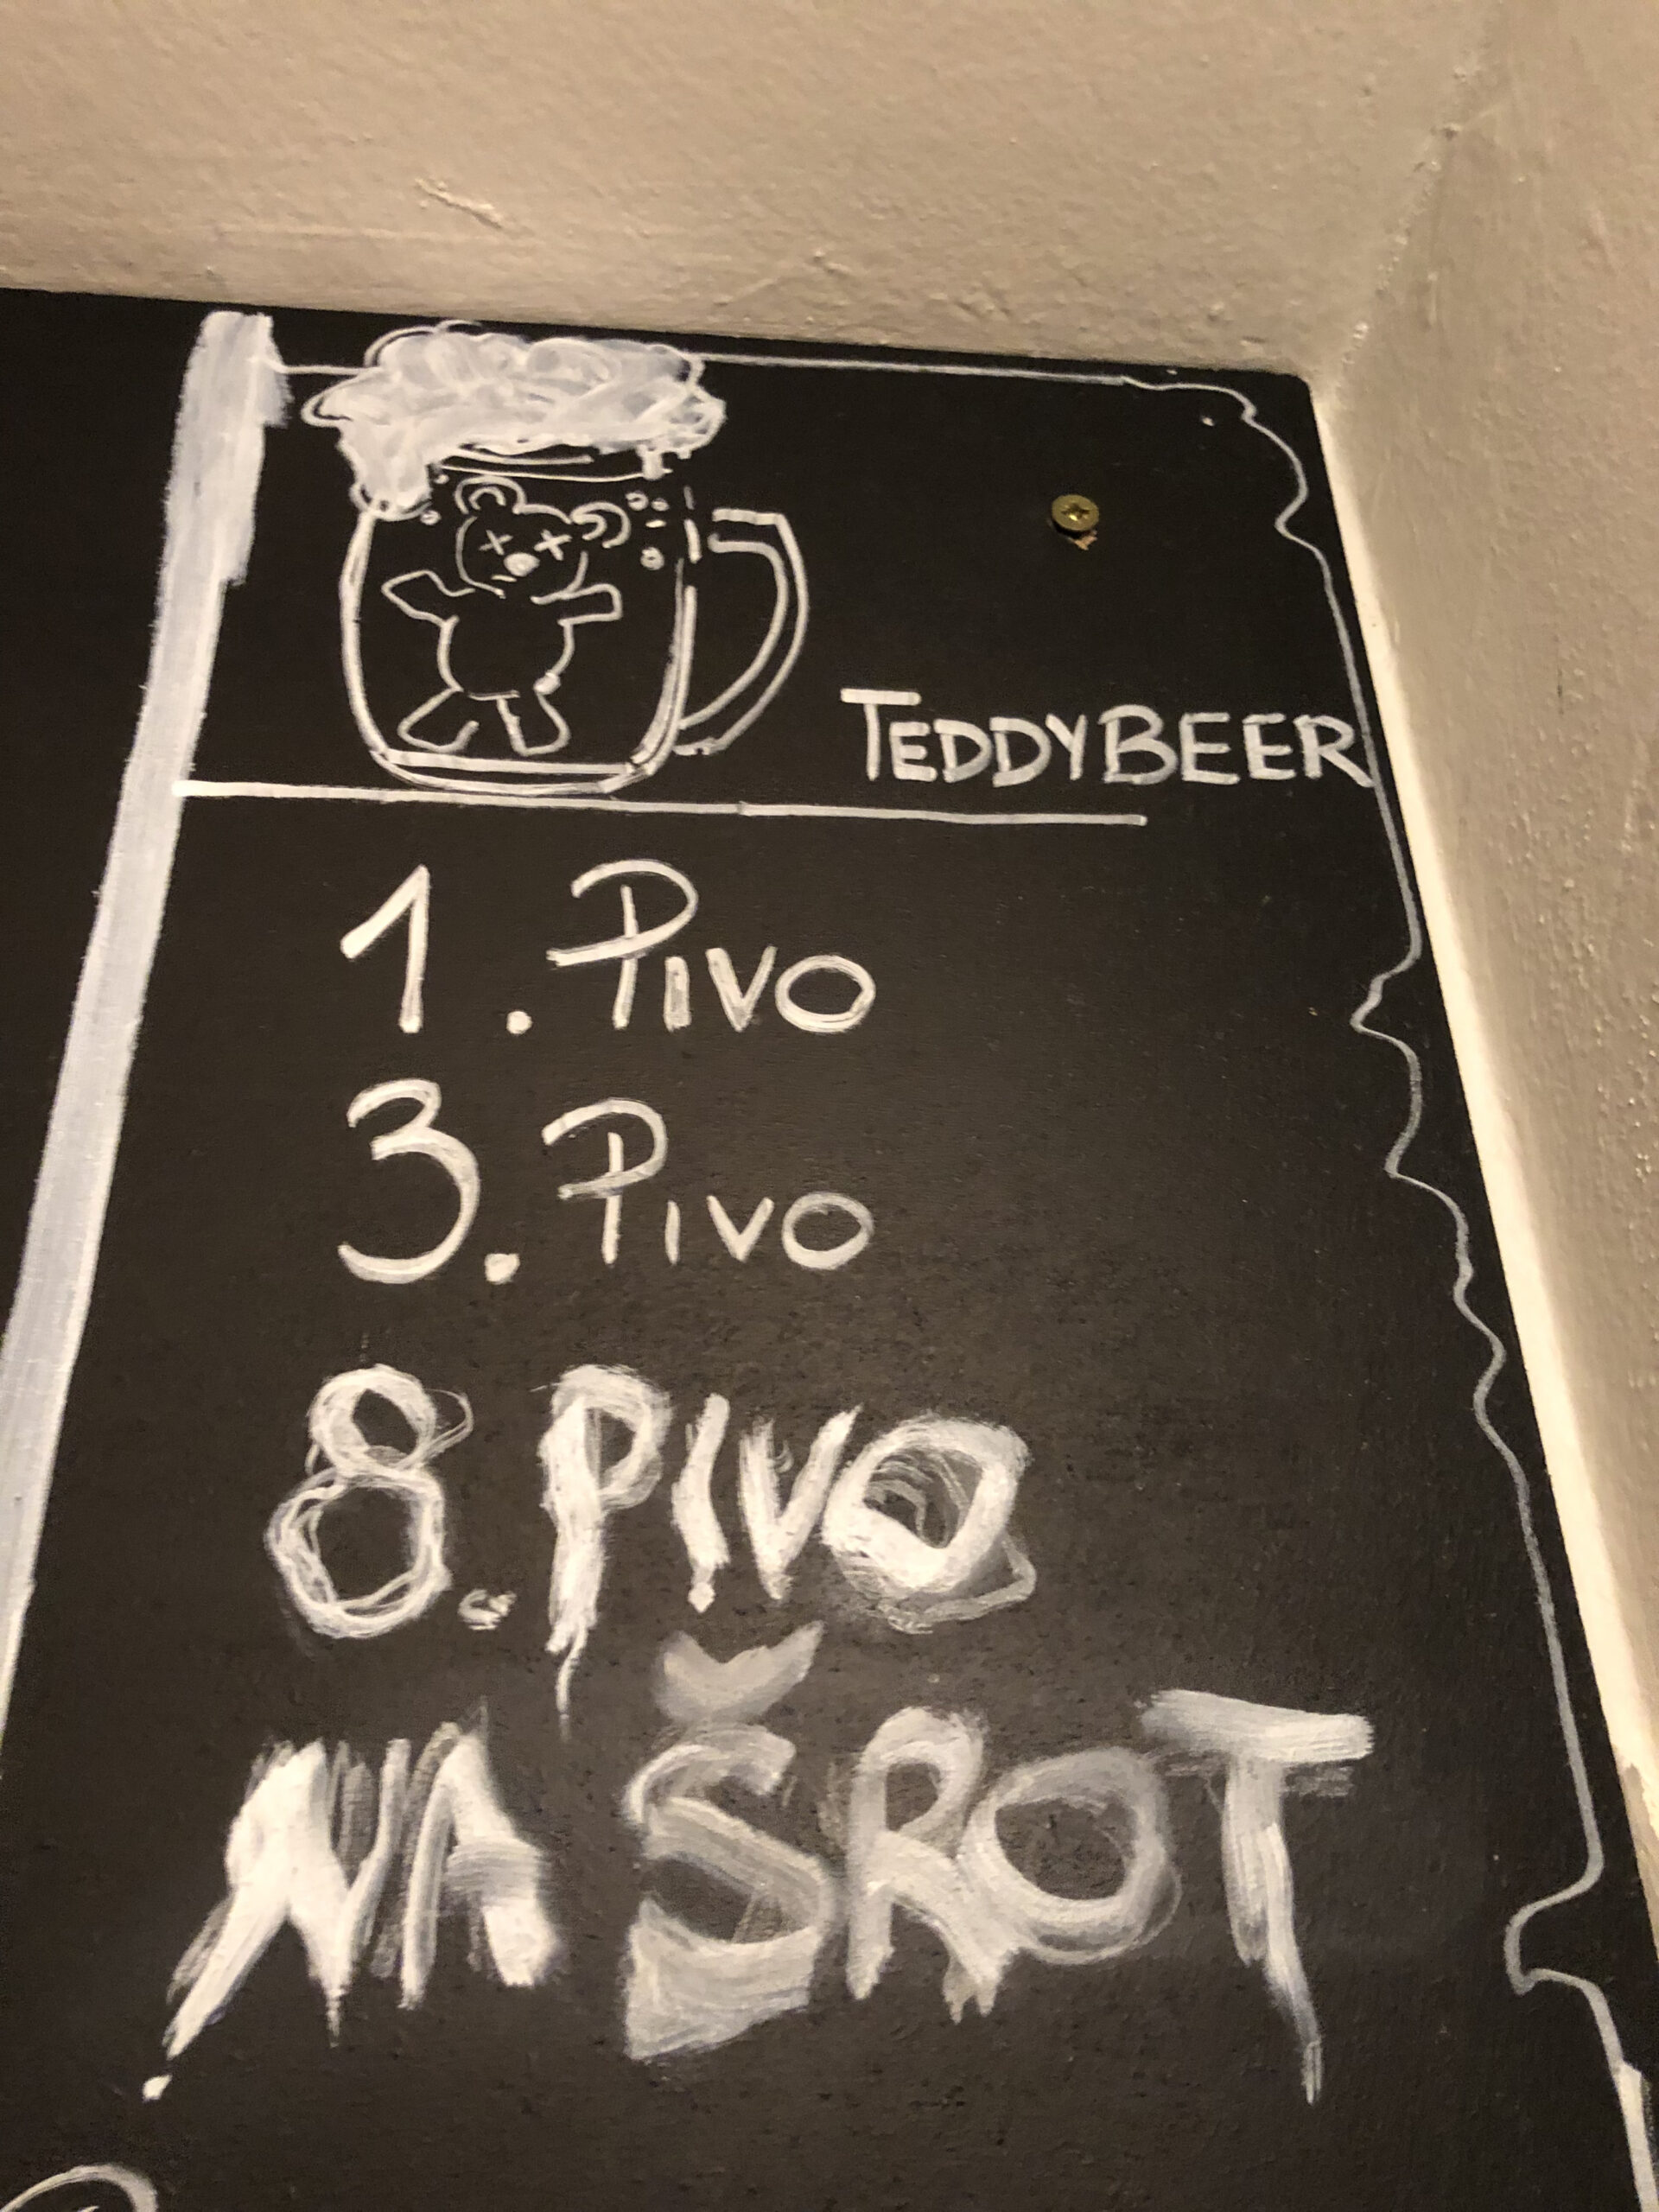 TEDDYBEER
1. PIVO
3. PIVO
8. PIVO
NA ŠROT